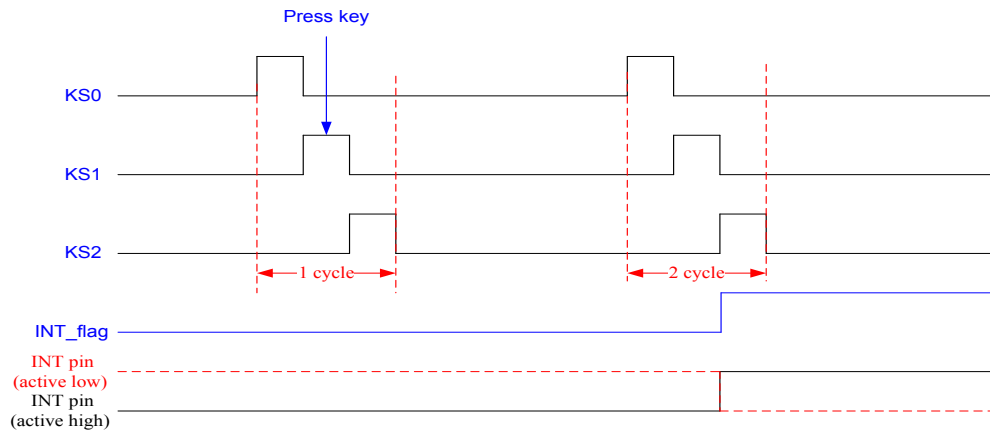 Press key
KS0
KS1
KS2
1 cycle
2 cycle
INT_flag
INT pin
(active low)
INT pin
(active high)